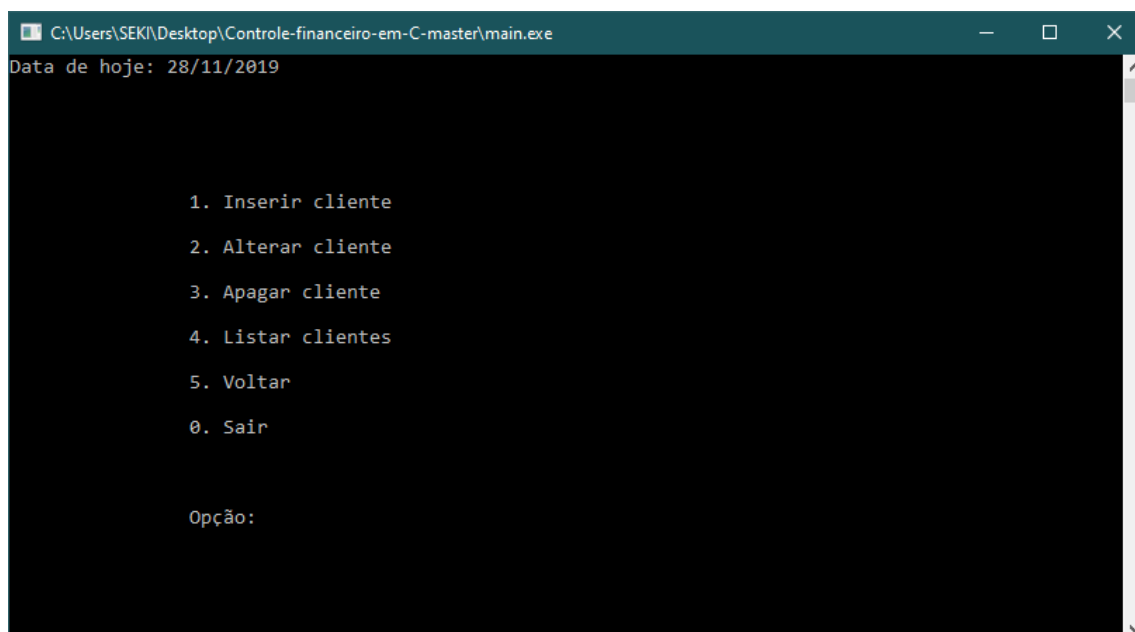 C:\Users\SEKI\Desktop\Controle-financeiro-em-C-master\main.exe
Data de hoje: 28/11/2019
1. Inserir cliente
2. Alterar cliente
3. Apagar cliente
4. Listar clientes
5. Voltar
0. Sair
Opção: